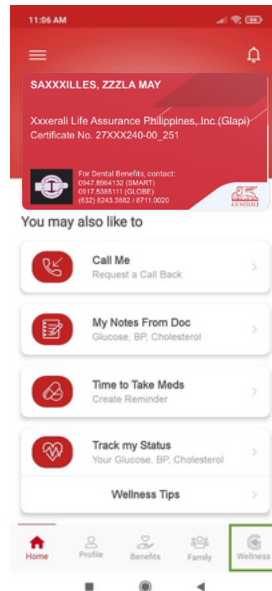 11:06 AM
SAXXXILLES, ZZZLA MAY
Xxxerali Life Assurance Philippines, Inc.(Glapi)
Certificate No. 27XXX240-00_251
For Dental Benefits, contact:
0947.8964132 (SMART)
0917.5385111 (GLOBE)
(632) 8243.3882 / 8711.0020
GENERALI
You may also like to
Call Me
Request a Call Back
My Notes From Doc
Glucose, BP, Cholesterol
Time to Take Meds
Create Reminder
Track my Status
Your Glucose, BP, Cholesterol
Wellness Tips
Home
Profile
Benefits
Family
Wellness